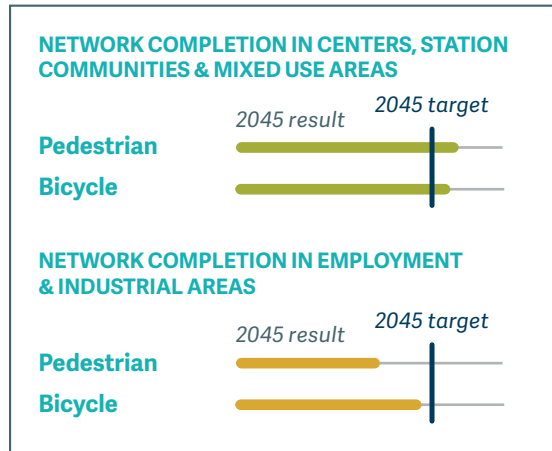 NETWORK COMPLETION IN CENTERS, STATION
COMMUNITIES & MIXED USE AREAS
2045 result
2045 target
Pedestrian
Bicycle
NETWORK COMPLETION IN EMPLOYMENT
& INDUSTRIAL AREAS
2045 result
2045 target
Pedestrian
Bicycle